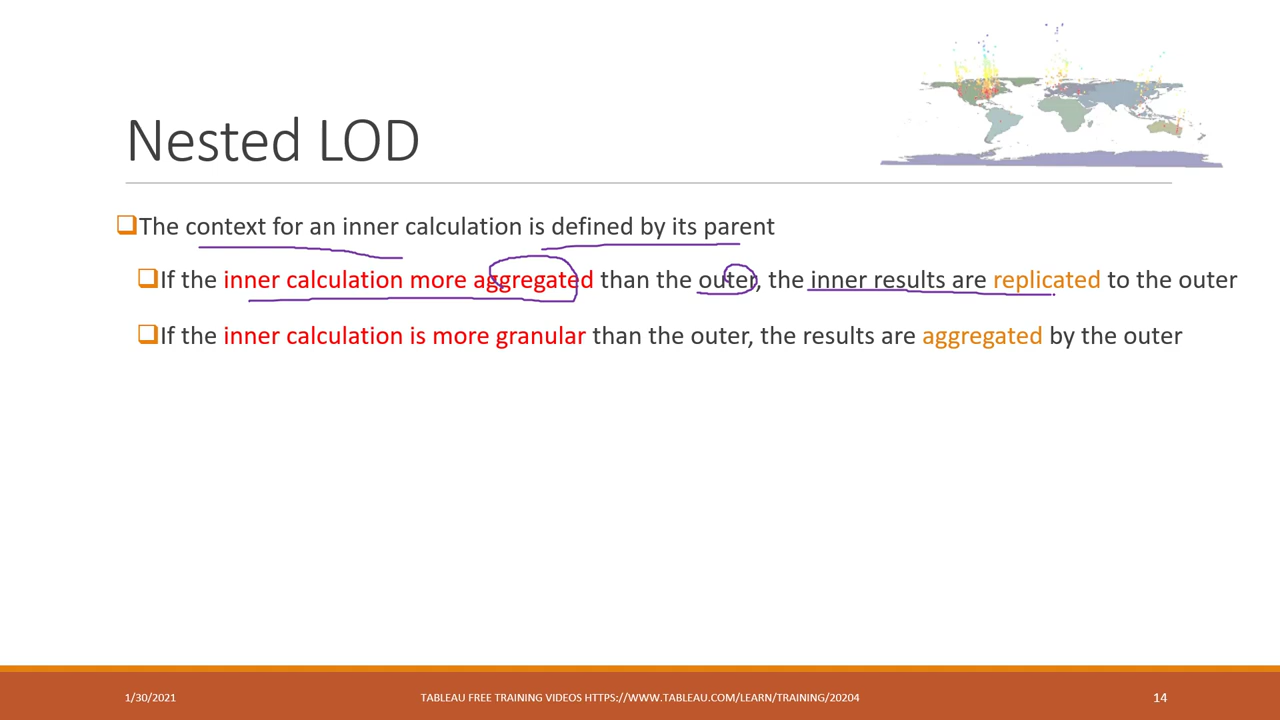 Nested LOD
The context for an inner calculation is defined by its parent
If the inner calculation more aggregated than the outer, the inner results are replicated to the outer
If the inner calculation is more granular than the outer, the results are aggregated by the outer
1/30/2021
TABLEAU FREE TRAINING VIDEOS HTTPS://WWW.TABLEAU.COM/LEARN/TRAINING/20204
14